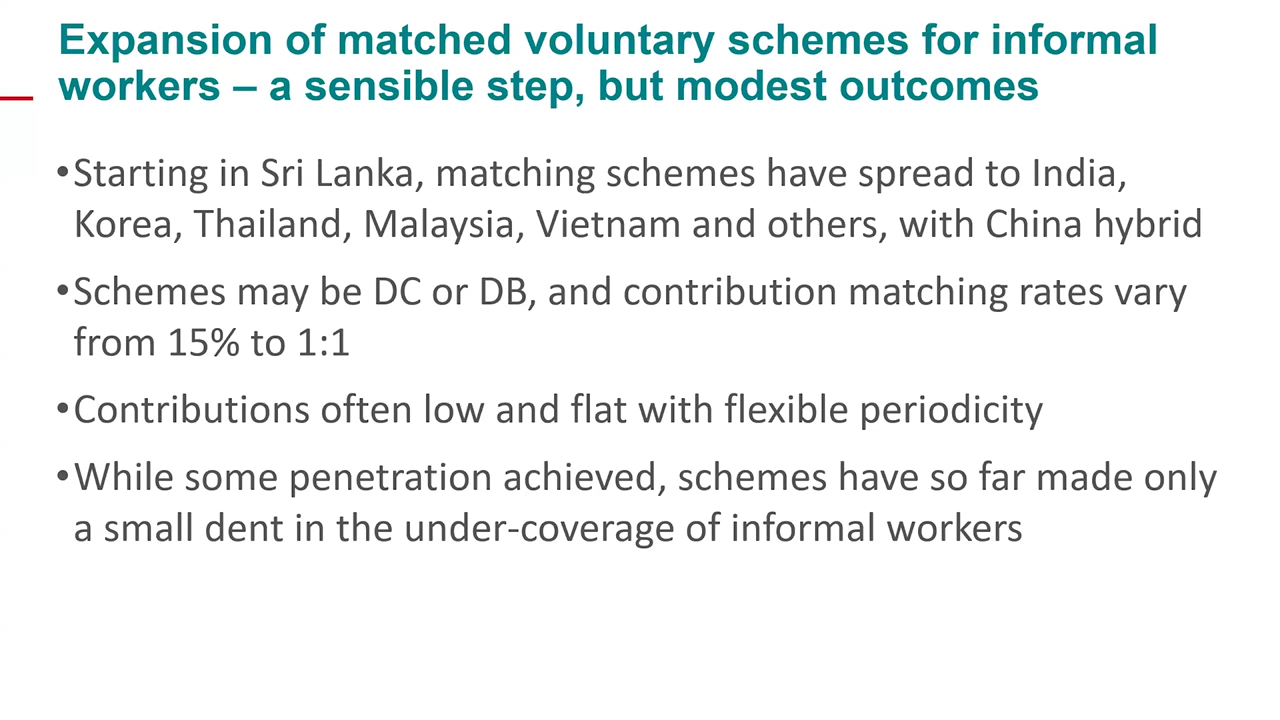 Expansion of matched voluntary schemes for informal
workers – a sensible step, but modest outcomes
•Starting in Sri Lanka, matching schemes have spread to India,
Korea, Thailand, Malaysia, Vietnam and others, with China hybrid
•Schemes may be DC or DB, and contribution matching rates vary
from 15% to 1:1
•Contributions often low and flat with flexible periodicity
•While some penetration achieved, schemes have so far made only
a small dent in the under-coverage of informal workers